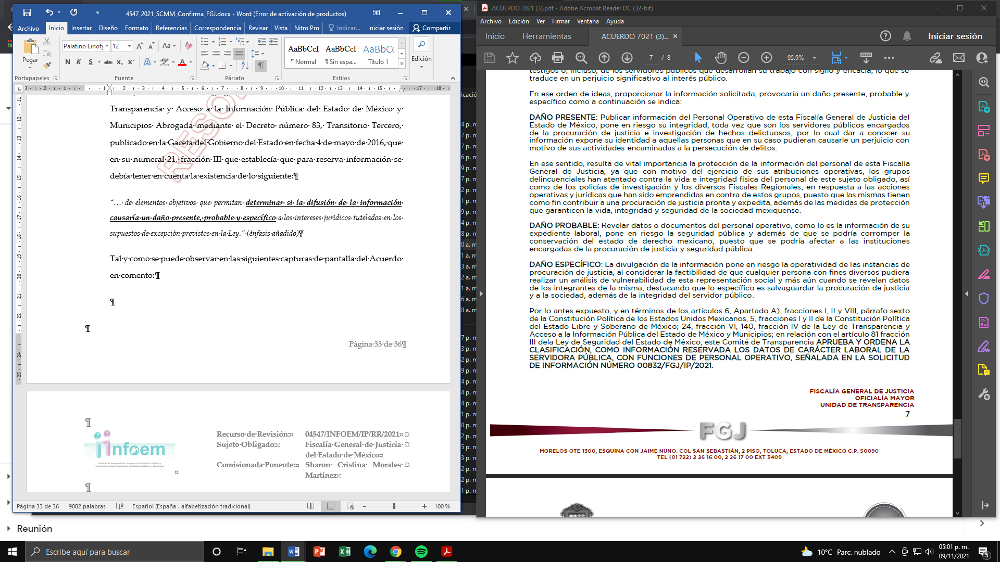 4547_2021_SCMM_Confirma_FGJ.docx - Word (Error de activación de productos)
Archivo Inicio Insertar Diseño Formato Referencias Correspondencia Revisar Vista Nitro Pro Indicar... Iniciar sesión Compartir
Pegar
Palatino Linoty 12 Aa
N K S abc x₂ x² A A
AaBbCcI AaBbCcI AaBbCc
¶ Normal ¶ Sin espa... Título 1
Edición
Portapapeles Fuente Párrafo Estilos
Transparencia y Acceso a la Información Pública del Estado de México y
Municipios Abrogada mediante el Decreto número 83, Transitorio Tercero,
publicado en la Gaceta del Gobierno del Estado en fecha 4 de mayo de 2016, que
en su numeral 21, fracción III que establecía que para reserva información se
debía tener en cuenta la existencia de lo siguiente:¶
“… de elementos objetivos que permitan determinar si la difusión de la información
causaría un daño presente, probable y específico a los intereses jurídicos tutelados en los
supuestos de excepción previstos en la Ley.” (énfasis añadido)¶
Tal y como se puede observar en las siguientes capturas de pantalla del Acuerdo
en comento:¶
¶
¶
Página 33 de 36¶
¶
infoem
Recurso de Revisión:¤ 04547/INFOEM/IP/RR/2021¤ ¤
Sujeto Obligado:¤ Fiscalía General de Justicia ¤
del Estado de México¤
Comisionada Ponente:¤ Sharon Cristina Morales ¤
Martínez¤
¤
¶
Página 33 de 36 9082 palabras Español (España - alfabetización tradicional) 100 %
ACUERDO 7021 (3).pdf - Adobe Acrobat Reader DC (32-bit)
Archivo Edición Ver Firmar Ventana Ayuda
Inicio Herramientas ACUERDO 7021 (3)... × Iniciar sesión
7 / 8 95.9%
testigos o, incluso, de los servidores públicos que desarrollan su trabajo con sigilo y eficacia, lo que se
traduce en un perjuicio significativo al interés público.
En ese orden de ideas, proporcionar la información solicitada, provocaría un daño presente, probable y
específico como a continuación se indica:
DAÑO PRESENTE: Publicar información del Personal Operativo de esta Fiscalía General de Justicia del
Estado de México, pone en riesgo su integridad, toda vez que son los servidores públicos encargados
de la procuración de justicia e investigación de hechos delictuosos, por lo cual dar a conocer su
información expone su identidad a aquellas personas que en su caso pudieran causarle un perjuicio con
motivo de sus actividades encaminadas a la persecución de delitos.
En ese sentido, resulta de vital importancia la protección de la información del personal de esta Fiscalía
General de Justicia, ya que con motivo del ejercicio de sus atribuciones operativas, los grupos
delincuenciales han atentado contra la vida e integridad física del personal de este sujeto obligado, así
como de los policías de investigación y los diversos Fiscales Regionales, en respuesta a las acciones
operativas y jurídicas que han sido emprendidas en contra de estos grupos, puesto que las mismas tienen
como fin contribuir a una procuración de justicia pronta y expedita, además de las medidas de protección
que garanticen la vida, integridad y seguridad de la sociedad mexiquense.
DAÑO PROBABLE: Revelar datos o documentos del personal operativo, como lo es la información de su
expediente laboral, pone en riesgo la seguridad pública y además de que se podría corromper la
conservación del estado de derecho mexicano, puesto que se podría afectar a las instituciones
encargadas de la procuración de justicia y seguridad pública.
DAÑO ESPECÍFICO: La divulgación de la información pone en riesgo la operatividad de las instancias de
procuración de justicia, al considerar la factibilidad de que cualquier persona con fines diversos pudiera
realizar un análisis de vulnerabilidad de esta representación social y más aún cuando se revelan datos
de los integrantes de la misma, destacando que lo específico es salvaguardar la procuración de justicia
y a la sociedad, además de la integridad del servidor público.
Por lo antes expuesto, y en términos de los artículos 6, Apartado A), fracciones I, II y VIII, párrafo sexto
de la Constitución Política de los Estados Unidos Mexicanos, 5, fracciones I y II de la Constitución Política
del Estado Libre y Soberano de México; 24, fracción VI, 140, fracción IV de la Ley de Transparencia y
Acceso a la Información Pública del Estado de México y Municipios; en relación con el artículo 81 fracción
III dela Ley de Seguridad del Estado de México, este Comité de Transparencia APRUEBA Y ORDENA LA
CLASIFICACIÓN, COMO INFORMACIÓN RESERVADA LOS DATOS DE CARÁCTER LABORAL DE LA
SERVIDORA PÚBLICA, CON FUNCIONES DE PERSONAL OPERATIVO, SEÑALADA EN LA SOLICITUD
DE INFORMACIÓN NÚMERO 00832/FGJ/IP/2021.
FISCALÍA GENERAL DE JUSTICIA
OFICIALÍA MAYOR
UNIDAD DE TRANSPARENCIA
7
FGJ
MORELOS OTE 1300, ESQUINA CON JAIME NUNO. COL SAN SEBASTIÁN, 2 PISO, TOLUCA, ESTADO DE MÉXICO C.P. 50090
TEL (01 722) 2 26 16 00, 2 26 17 00 EXT 3409
Reunión
Escribe aquí para buscar
10°C Parc. nublado
05:01 p. m.
09/11/2021
5